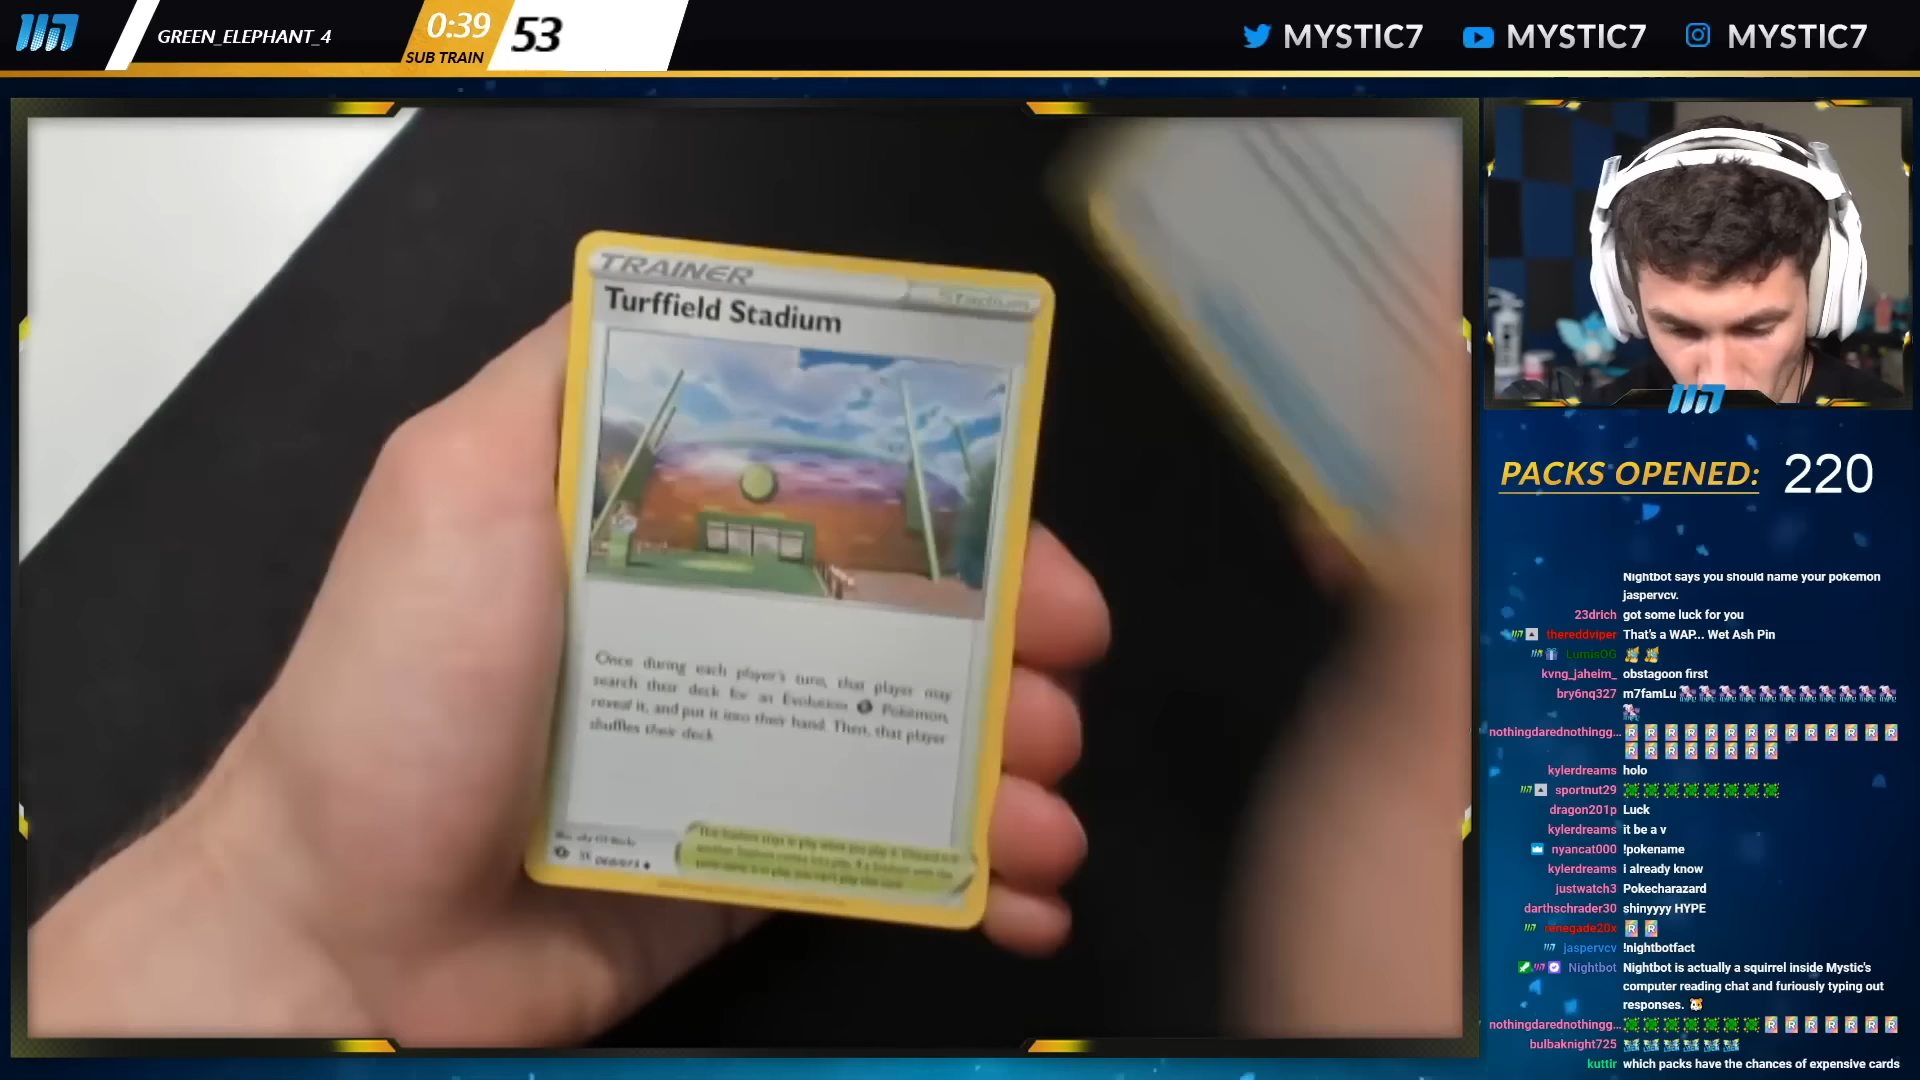 GREEN_ELEPHANT_4
0:39
SUB TRAIN
53
MYSTIC7
MYSTIC7
MYSTIC7
TRAINER
Stadium
Turffield Stadium
Once during each player's turn, that player may
search their deck for an Evolution Pokémon,
reveal it, and put it into their hand. Then, that player
shuffles their deck.
PACKS OPENED: 220
Nightbot says you should name your pokemon
jaspervcv.
23drich got some luck for you
thereddviper That's a WAP... Wet Ash Pin
LumisOG
kvng_jaheim_ obstagoon first
bry6nq327 m7famLu
nothingdarednothingg...
kylerdreams holo
sportnut29
dragon201p Luck
kylerdreams it be a v
nyancat000 !pokename
kylerdreams i already know
justwatch3 Pokecharazard
darthschrader30 shinyyyy HYPE
renegade20x
jaspervcv !nightbotfact
Nightbot Nightbot is actually a squirrel inside Mystic's
computer reading chat and furiously typing out
responses.
nothingdarednothingg...
bulbaknight725
kuttir which packs have the chances of expensive cards